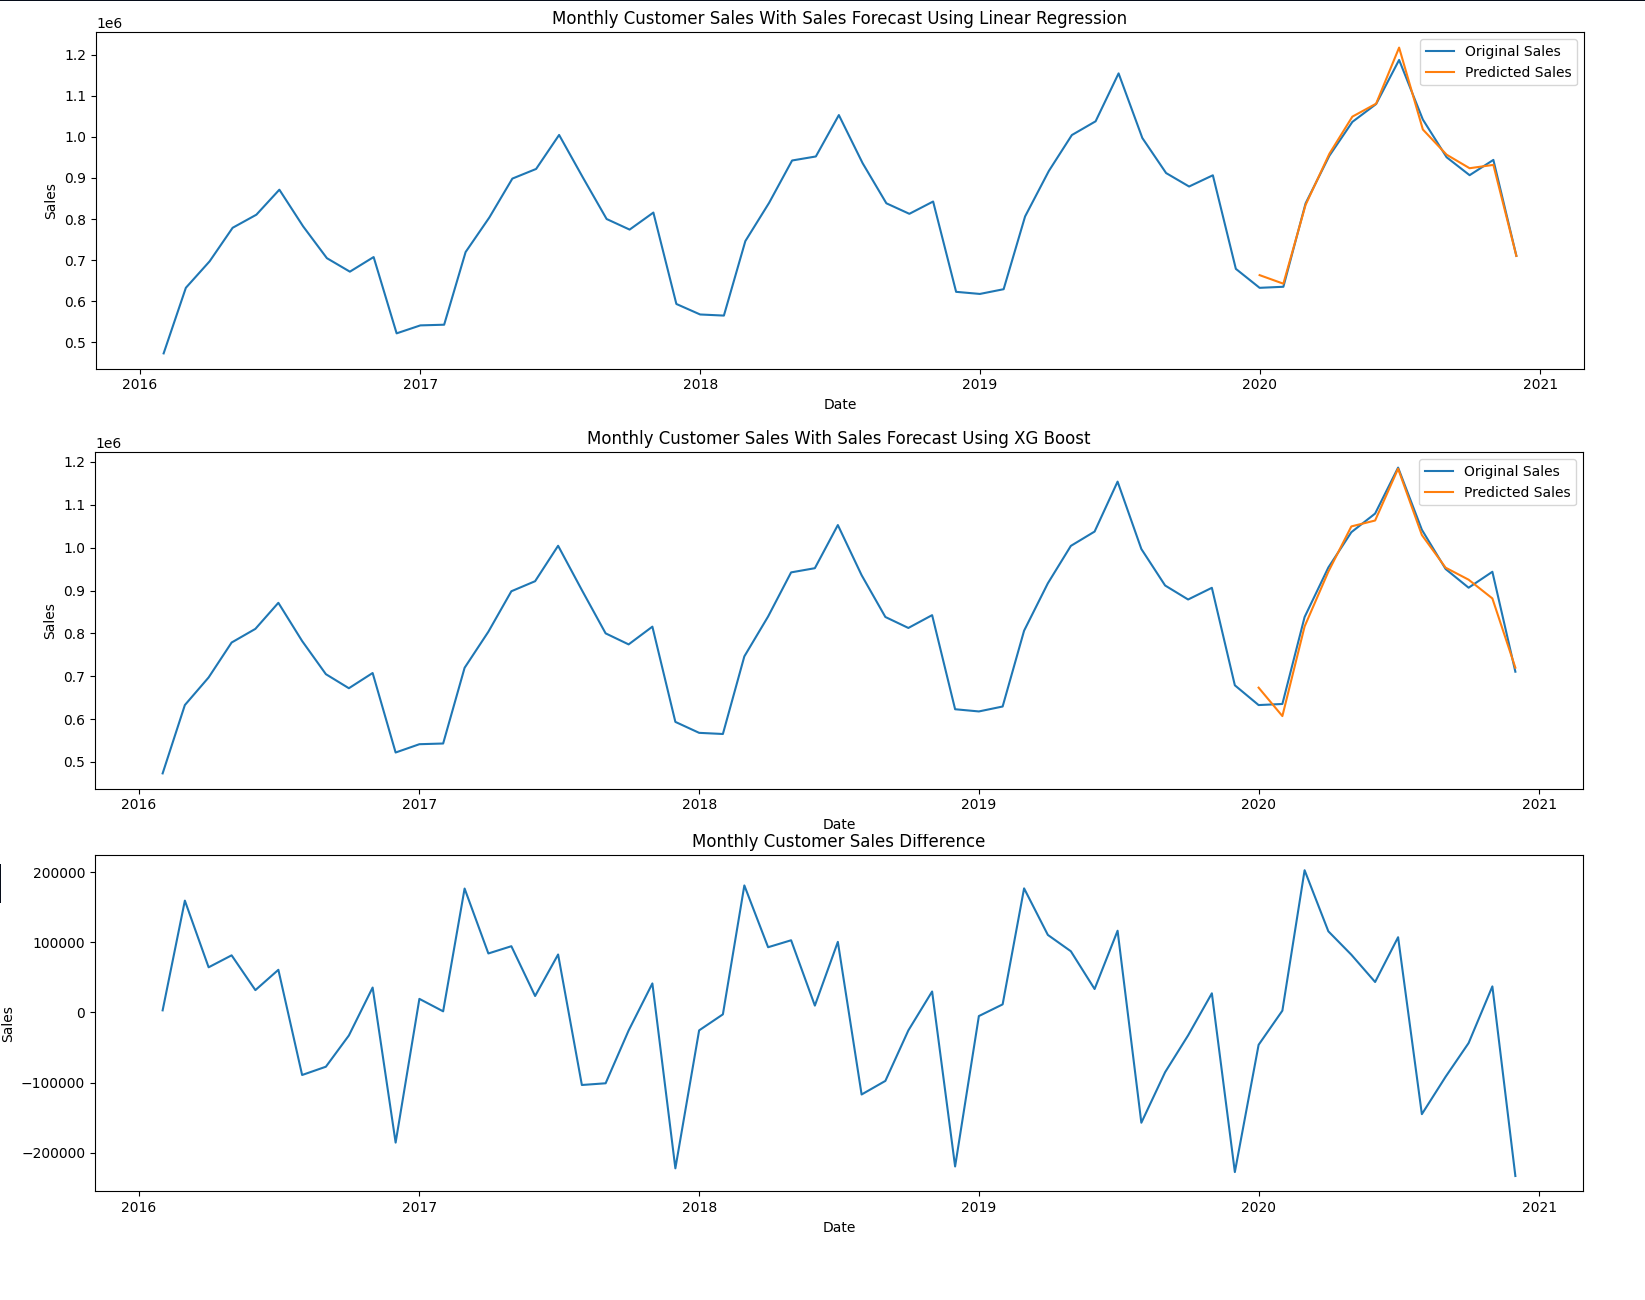 Monthly Customer Sales With Sales Forecast Using Linear Regression
1e6
1.2
1.1
1.0
0.9
0.8
0.7
0.6
0.5
Sales
Original Sales
Predicted Sales
2016 2017 2018 2019 2020 2021
Date
Monthly Customer Sales With Sales Forecast Using XG Boost
1e6
1.2
1.1
1.0
0.9
0.8
0.7
0.6
0.5
Sales
Original Sales
Predicted Sales
2016 2017 2018 2019 2020 2021
Date
Monthly Customer Sales Difference
200000
100000
0
−100000
−200000
Sales
2016 2017 2018 2019 2020 2021
Date